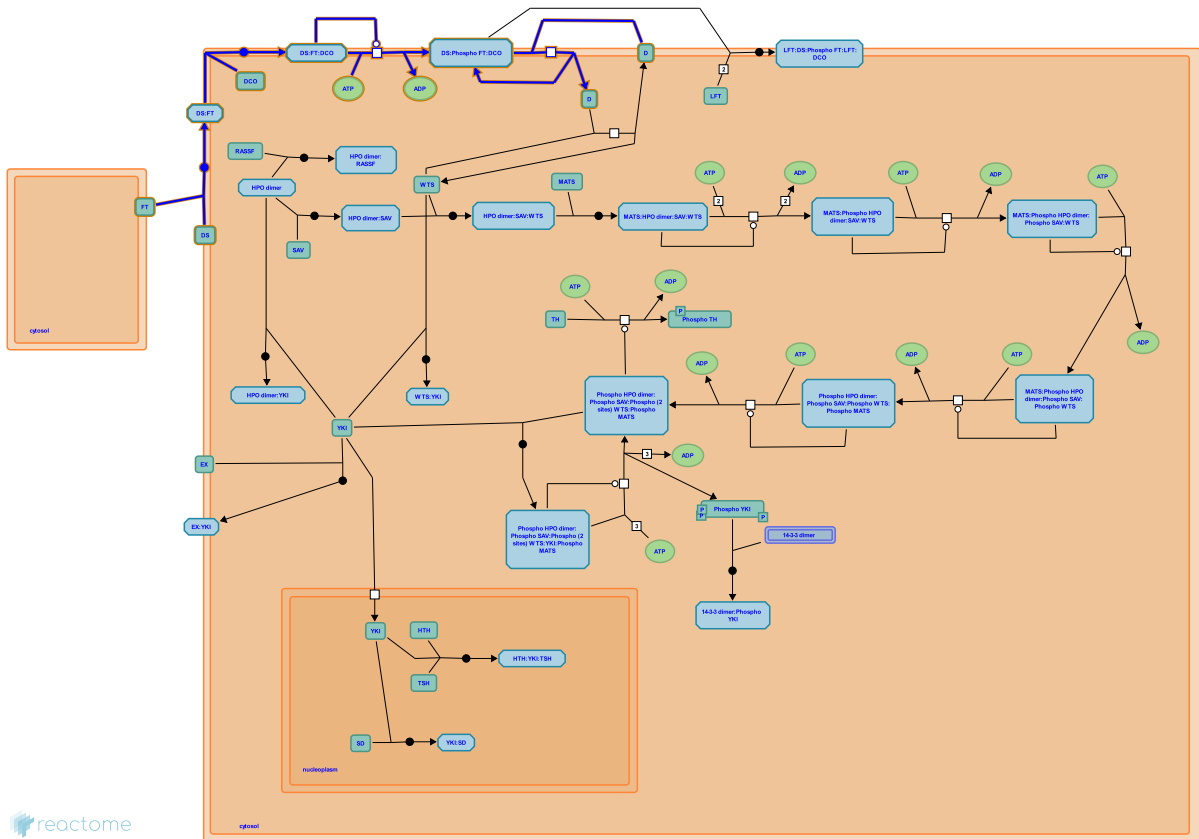 DS:FT:DCO
DS:Phospho FT:DCO
D
LFT:DS:Phospho FT:LFT:
DCO
DCO
ATP
ADP
2
LFT
D
DS:FT
RASSF
HPO dimer:
RASSF
HPO dimer
WTS
MATS
ATP
ADP
ATP
ADP
ATP
2
2
FT
DS
SAV
HPO dimer:SAV
HPO dimer:SAV:WTS
MATS:HPO dimer:SAV:WTS
MATS:Phospho HPO
dimer:SAV:WTS
MATS:Phospho HPO dimer:
Phospho SAV:WTS
ATP
ADP
TH
P
Phospho TH
cytosol
ADP
ADP
ATP
ADP
ATP
HPO dimer:YKI
WTS:YKI
Phospho HPO dimer:
Phospho SAV:Phospho (2
sites) WTS:Phospho
MATS
Phospho HPO dimer:
Phospho SAV:Phospho WTS:
Phospho MATS
MATS:Phospho HPO
dimer:Phospho SAV:
Phospho WTS
YKI
EX
3
ADP
EX:YKI
Phospho HPO dimer:
Phospho SAV:Phospho (2
sites) WTS:YKI:Phospho
MATS
3
ATP
P
P
Phospho YKI
P
14-3-3 dimer
14-3-3 dimer:Phospho
YKI
YKI
HTH
HTH:YKI:TSH
TSH
SD
YKI:SD
nucleoplasm
cytosol
reactome